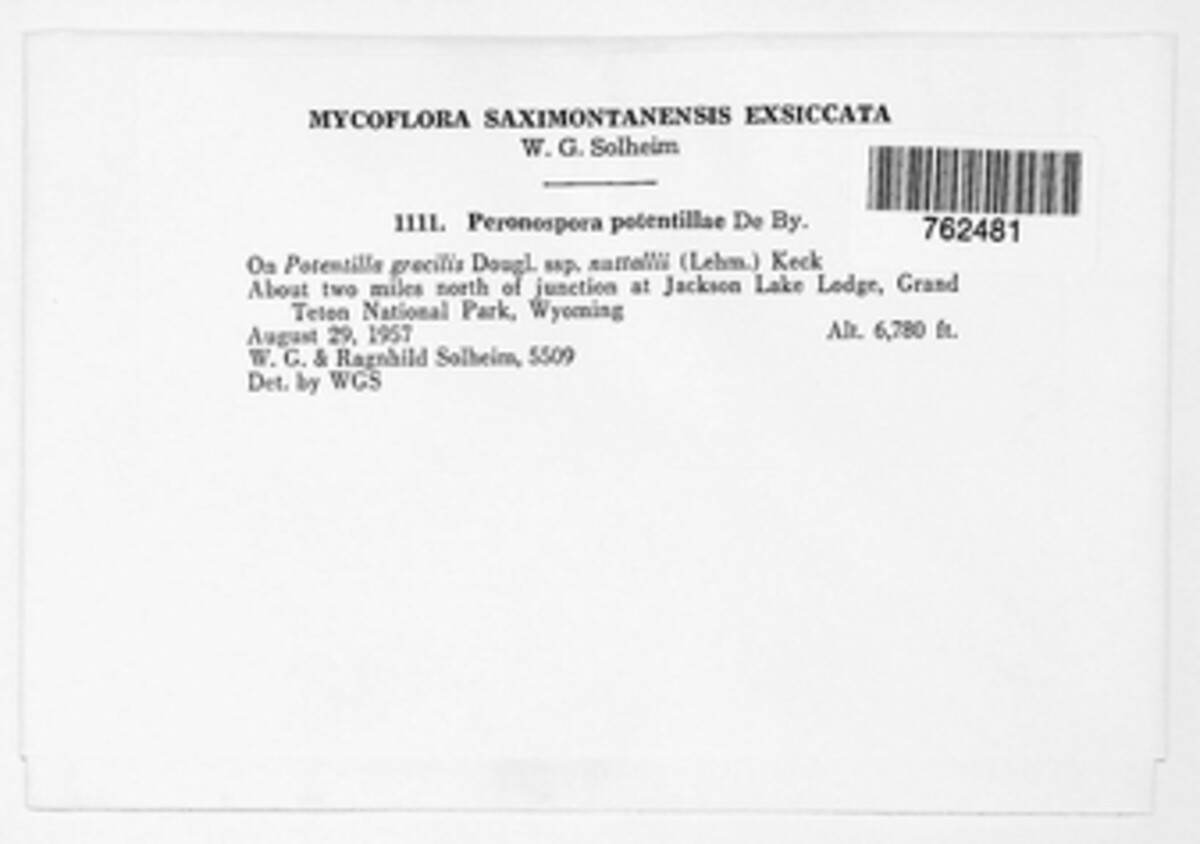 MYCOFLORA SAXIMONTANENSIS EXSICCATA
W. G. Solheim
762481
1111. Peronospora potentillae De By.
On Potentilla gracilis Dougl. ssp. nuttallii (Lehm.) Keck
About two miles north of junction at Jackson Lake Lodge, Grand
Teton National Park, Wyoming
August 29, 1957 Alt. 6,780 ft.
W. G. & Ragnhild Solheim, 5509
Det. by WGS